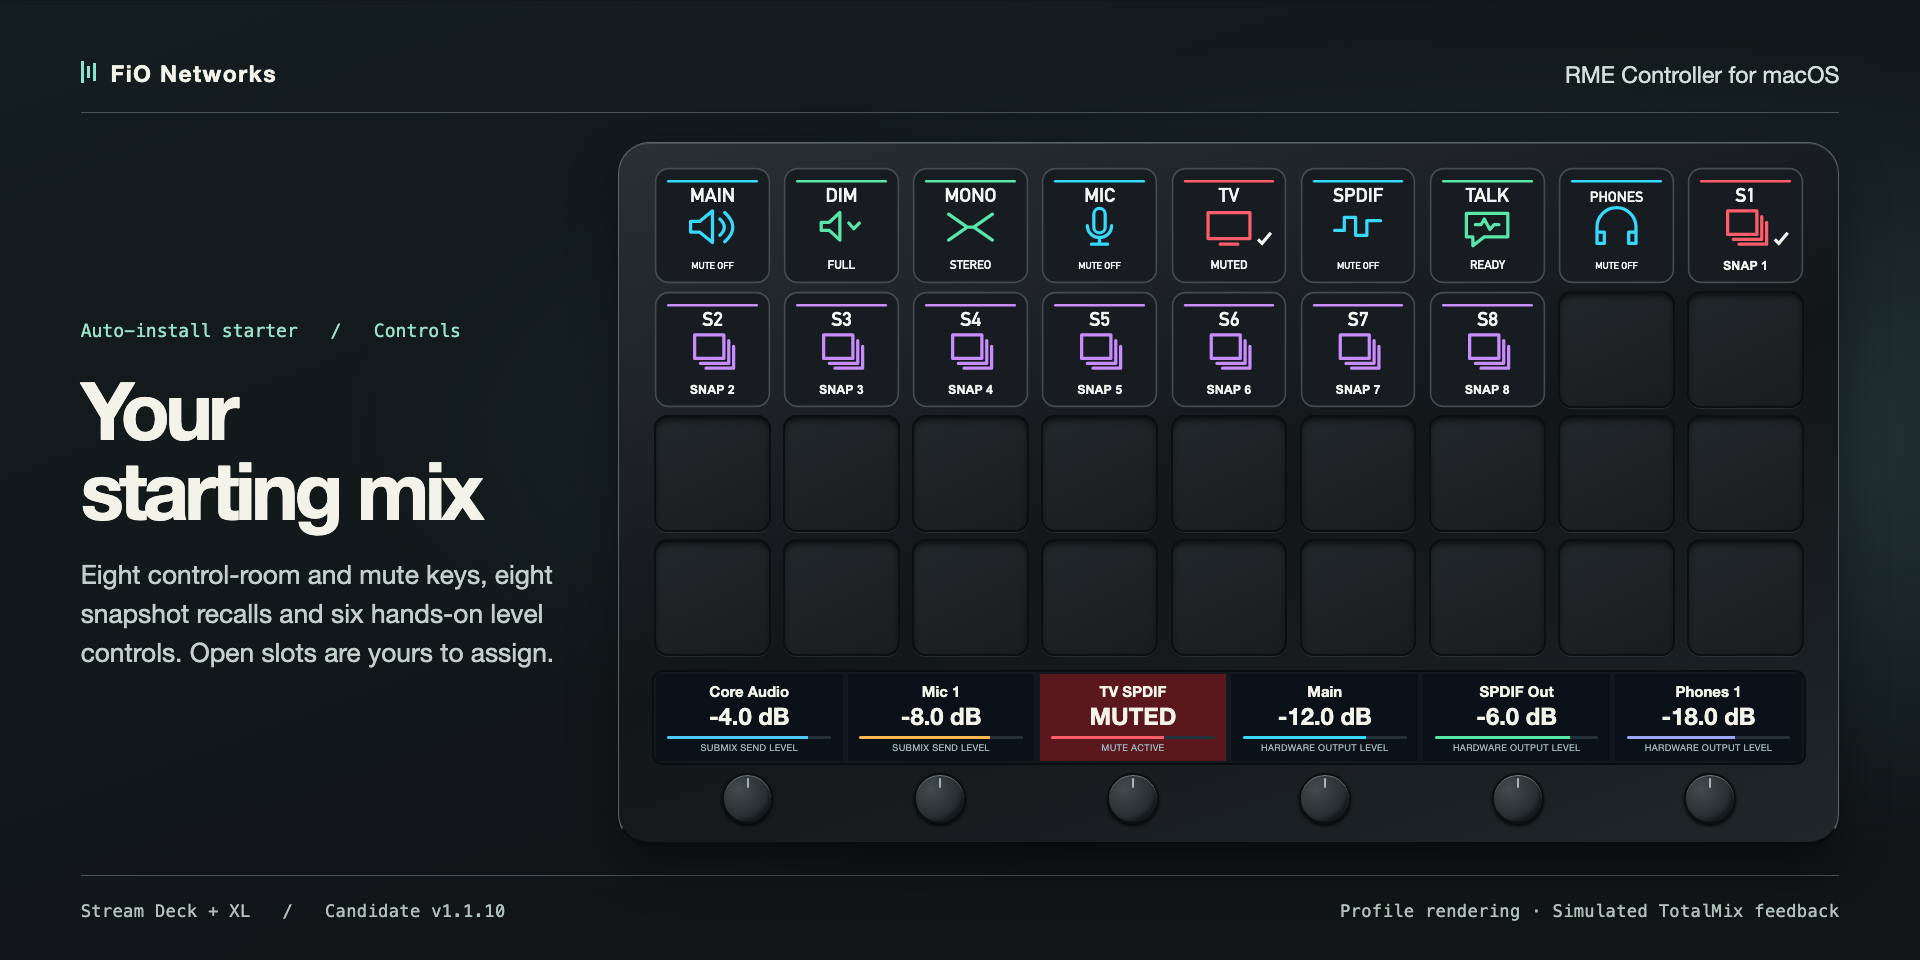 FiO Networks
RME Controller for macOS
Auto-install starter / Controls
Your
starting mix
Eight control-room and mute keys, eight
snapshot recalls and six hands-on level
controls. Open slots are yours to assign.
MAIN
MUTE OFF
DIM
FULL
MONO
STEREO
MIC
MUTE OFF
TV
MUTED
SPDIF
MUTE OFF
TALK
READY
PHONES
MUTE OFF
S1
SNAP 1
S2
SNAP 2
S3
SNAP 3
S4
SNAP 4
S5
SNAP 5
S6
SNAP 6
S7
SNAP 7
S8
SNAP 8
Core Audio
-4.0 dB
SUBMIX SEND LEVEL
Mic 1
-8.0 dB
SUBMIX SEND LEVEL
TV SPDIF
MUTED
MUTE ACTIVE
Main
-12.0 dB
HARDWARE OUTPUT LEVEL
SPDIF Out
-6.0 dB
HARDWARE OUTPUT LEVEL
Phones 1
-18.0 dB
HARDWARE OUTPUT LEVEL
Stream Deck + XL / Candidate v1.1.10
Profile rendering · Simulated TotalMix feedback